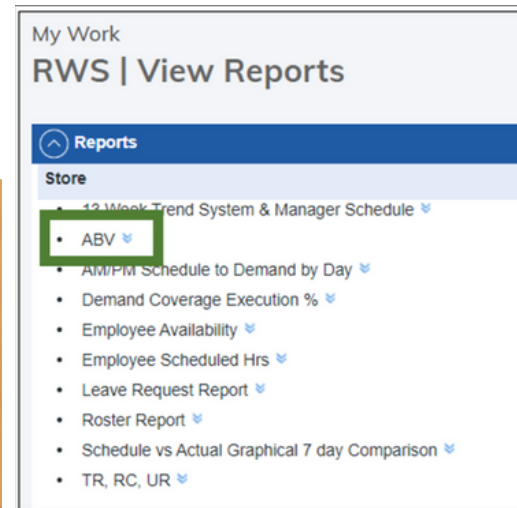 My Work
RWS | View Reports
Reports
Store
13 Week Trend System & Manager Schedule
ABV
AM/PM Schedule to Demand by Day
Demand Coverage Execution %
Employee Availability
Employee Scheduled Hrs
Leave Request Report
Roster Report
Schedule vs Actual Graphical 7 day Comparison
TR, RC, UR